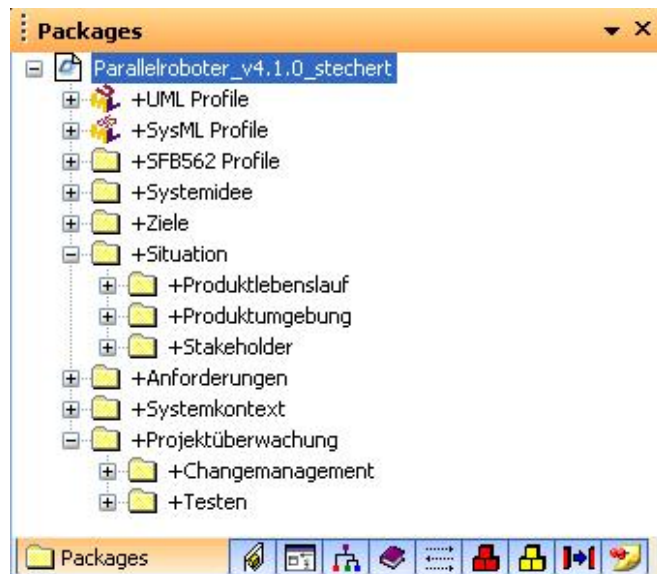 Packages
Parallelroboter_v4.1.0_stechert
+UML Profile
+SysML Profile
+SFB562 Profile
+Systemidee
+Ziele
+Situation
+Produktlebenslauf
+Produktumgebung
+Stakeholder
+Anforderungen
+Systemkontext
+Projektüberwachung
+Changemanagement
+Testen
Packages